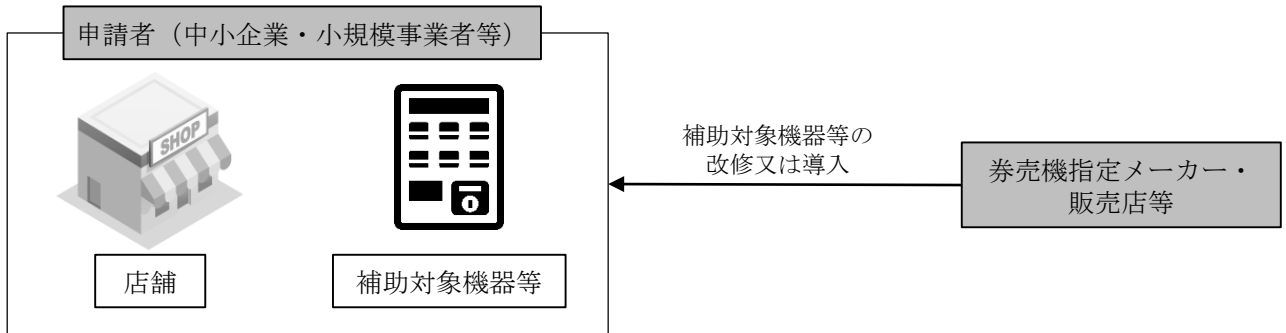 申請者（中小企業・小規模事業者等）
SHOP
店舗
補助対象機器等
補助対象機器等の
改修又は導入
券売機指定メーカー・
販売店等